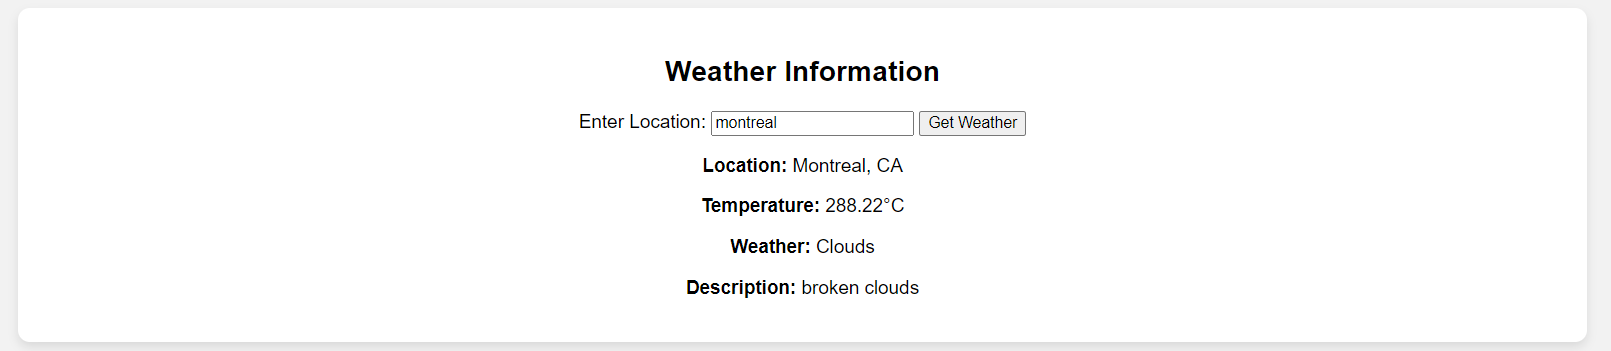 Weather Information
Enter Location: montreal Get Weather
Location: Montreal, CA
Temperature: 288.22°C
Weather: Clouds
Description: broken clouds